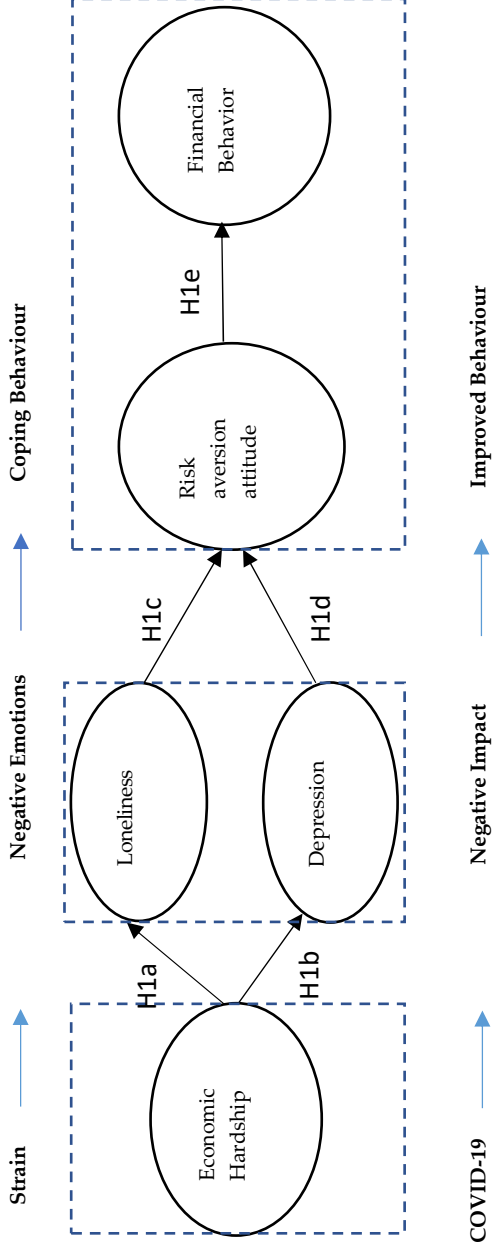 Strain
Negative Emotions
Coping Behaviour
Economic
Hardship
H1a
H1b
Loneliness
Depression
H1c
H1d
Risk
aversion
attitude
H1e
Financial
Behavior
COVID-19
Negative Impact
Improved Behaviour